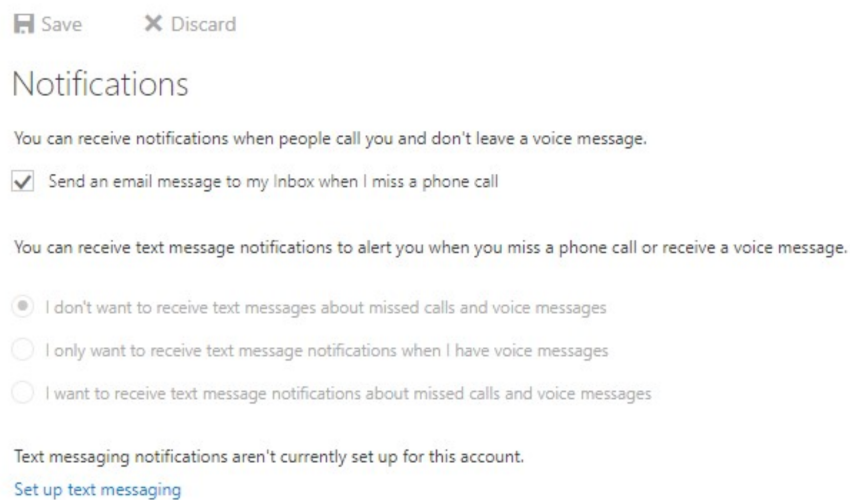 Save Discard
Notifications
You can receive notifications when people call you and don't leave a voice message.
Send an email message to my Inbox when I miss a phone call
You can receive text message notifications to alert you when you miss a phone call or receive a voice message.
I don't want to receive text messages about missed calls and voice messages
I only want to receive text message notifications when I have voice messages
I want to receive text message notifications about missed calls and voice messages
Text messaging notifications aren't currently set up for this account.
Set up text messaging